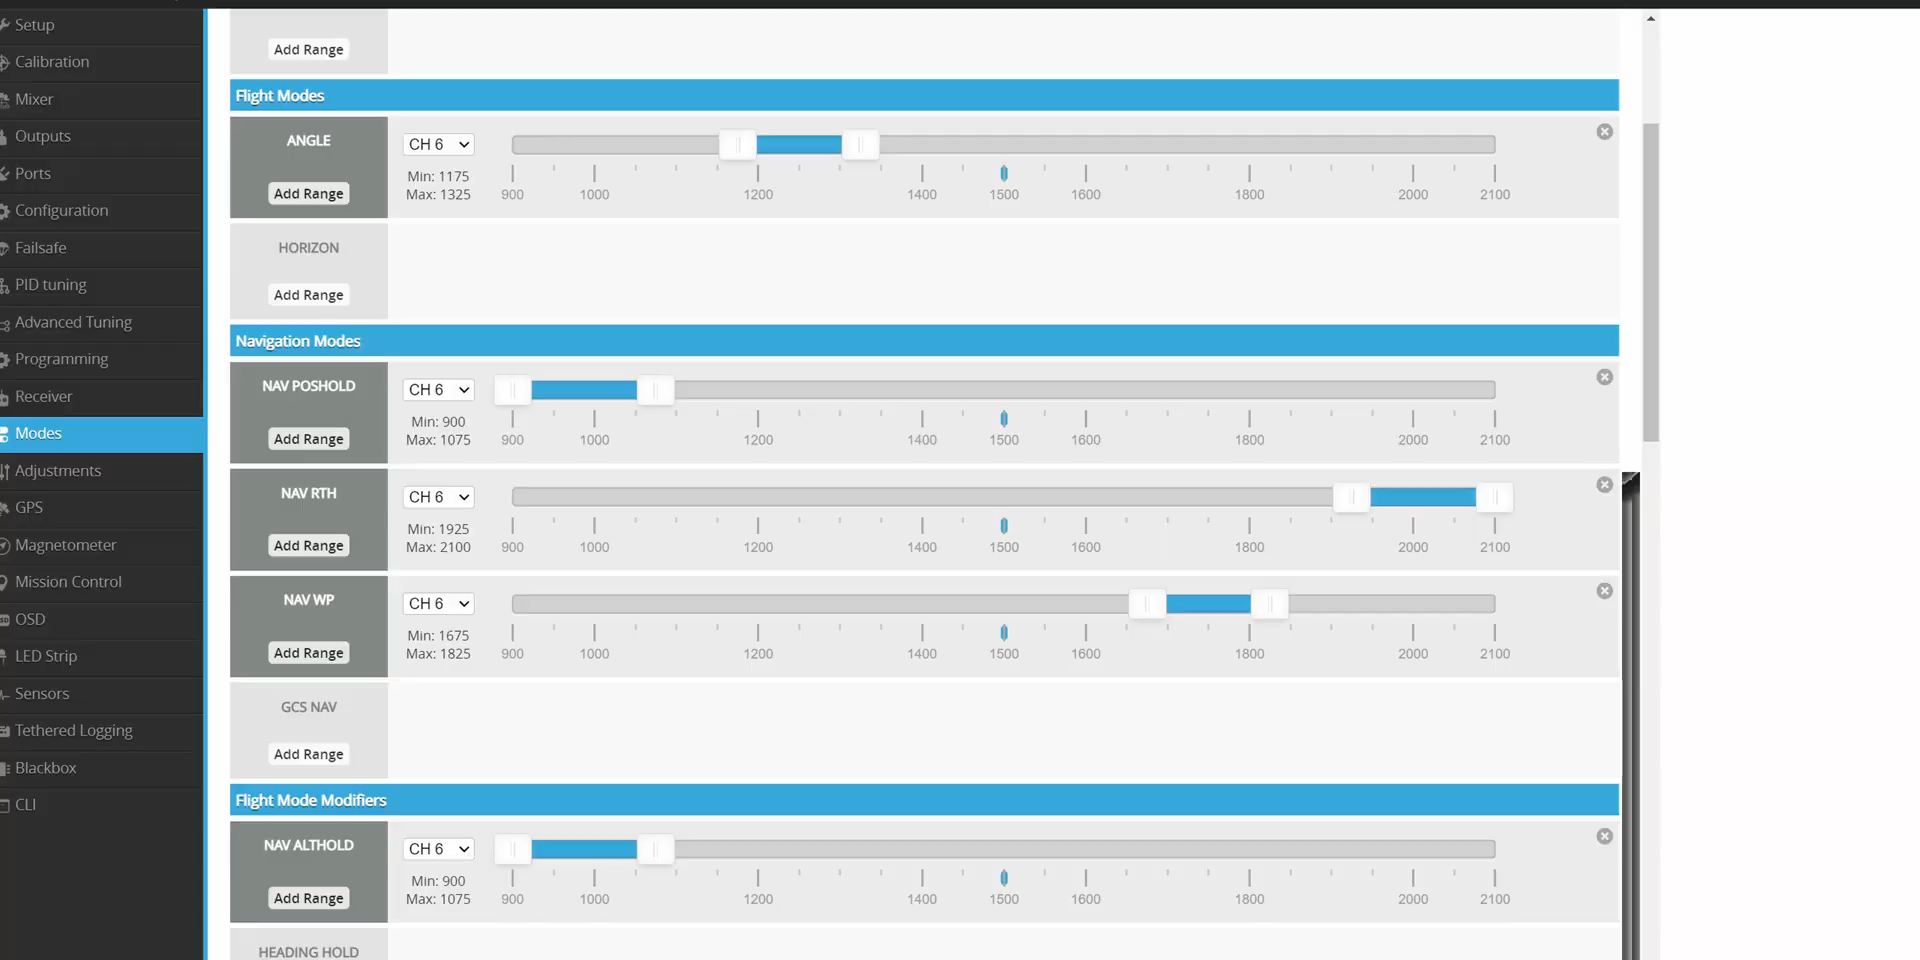 Setup
Calibration
Mixer
Outputs
Ports
Configuration
Failsafe
PID tuning
Advanced Tuning
Programming
Receiver
Modes
Adjustments
GPS
Magnetometer
Mission Control
OSD
LED Strip
Sensors
Tethered Logging
Blackbox
CLI
Add Range
Flight Modes
ANGLE
Add Range
CH 6
Min: 1175
Max: 1325
900 1000 1200 1400 1500 1600 1800 2000 2100
HORIZON
Add Range
Navigation Modes
NAV POSHOLD
Add Range
CH 6
Min: 900
Max: 1075
900 1000 1200 1400 1500 1600 1800 2000 2100
NAV RTH
Add Range
CH 6
Min: 1925
Max: 2100
900 1000 1200 1400 1500 1600 1800 2000 2100
NAV WP
Add Range
CH 6
Min: 1675
Max: 1825
900 1000 1200 1400 1500 1600 1800 2000 2100
GCS NAV
Add Range
Flight Mode Modifiers
NAV ALTHOLD
Add Range
CH 6
Min: 900
Max: 1075
900 1000 1200 1400 1500 1600 1800 2000 2100
HEADING HOLD